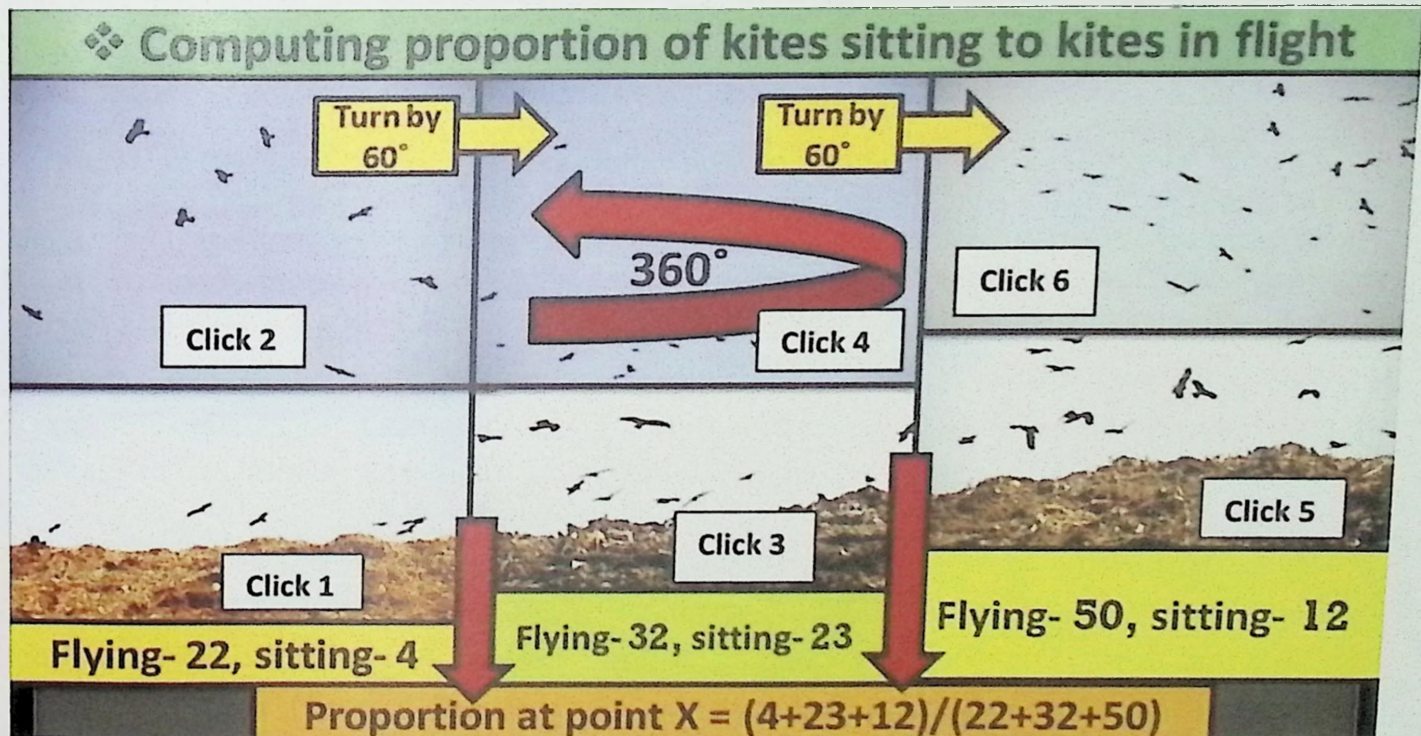 ❖ Computing proportion of kites sitting to kites in flight
Turn by
60°
Turn by
60°
360°
Click 2
Click 4
Click 6
Click 1
Click 3
Click 5
Flying- 22, sitting- 4
Flying- 32, sitting- 23
Flying- 50, sitting- 12
Proportion at point X = (4+23+12)/(22+32+50)